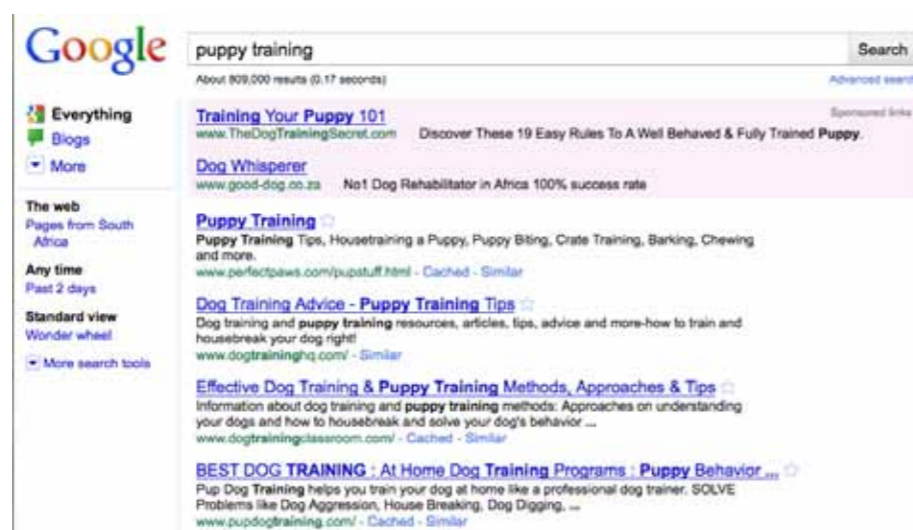 Google
puppy training
Search
About 809,000 results (0.17 seconds)
Advanced search
Everything
Blogs
More
The web
Pages from South
Africa
Any time
Past 2 days
Standard view
Wonder wheel
More search tools
Sponsored links
Training Your Puppy 101
www.TheDogTrainingSecret.com Discover These 19 Easy Rules To A Well Behaved & Fully Trained Puppy.
Dog Whisperer
www.good-dog.co.za No1 Dog Rehabilitator in Africa 100% success rate
Puppy Training
Puppy Training Tips, Housetraining a Puppy, Puppy Biting, Crate Training, Barking, Chewing
and more.
www.perfectpaws.com/pupstuff.html - Cached - Similar
Dog Training Advice - Puppy Training Tips
Dog training and puppy training resources, articles, tips, advice and more-how to train and
housebreak your dog right!
www.dogtraininghq.com/ - Similar
Effective Dog Training & Puppy Training Methods, Approaches & Tips
Information about dog training and puppy training methods: Approaches on understanding
your dogs and how to housebreak and solve your dog's behavior ...
www.dogtrainingclassroom.com/ - Cached - Similar
BEST DOG TRAINING : At Home Dog Training Programs : Puppy Behavior ...
Pup Dog Training helps you train your dog at home like a professional dog trainer. SOLVE
Problems like Dog Aggression, House Breaking, Dog Digging, ...
www.pupdogtraining.com/ - Cached - Similar